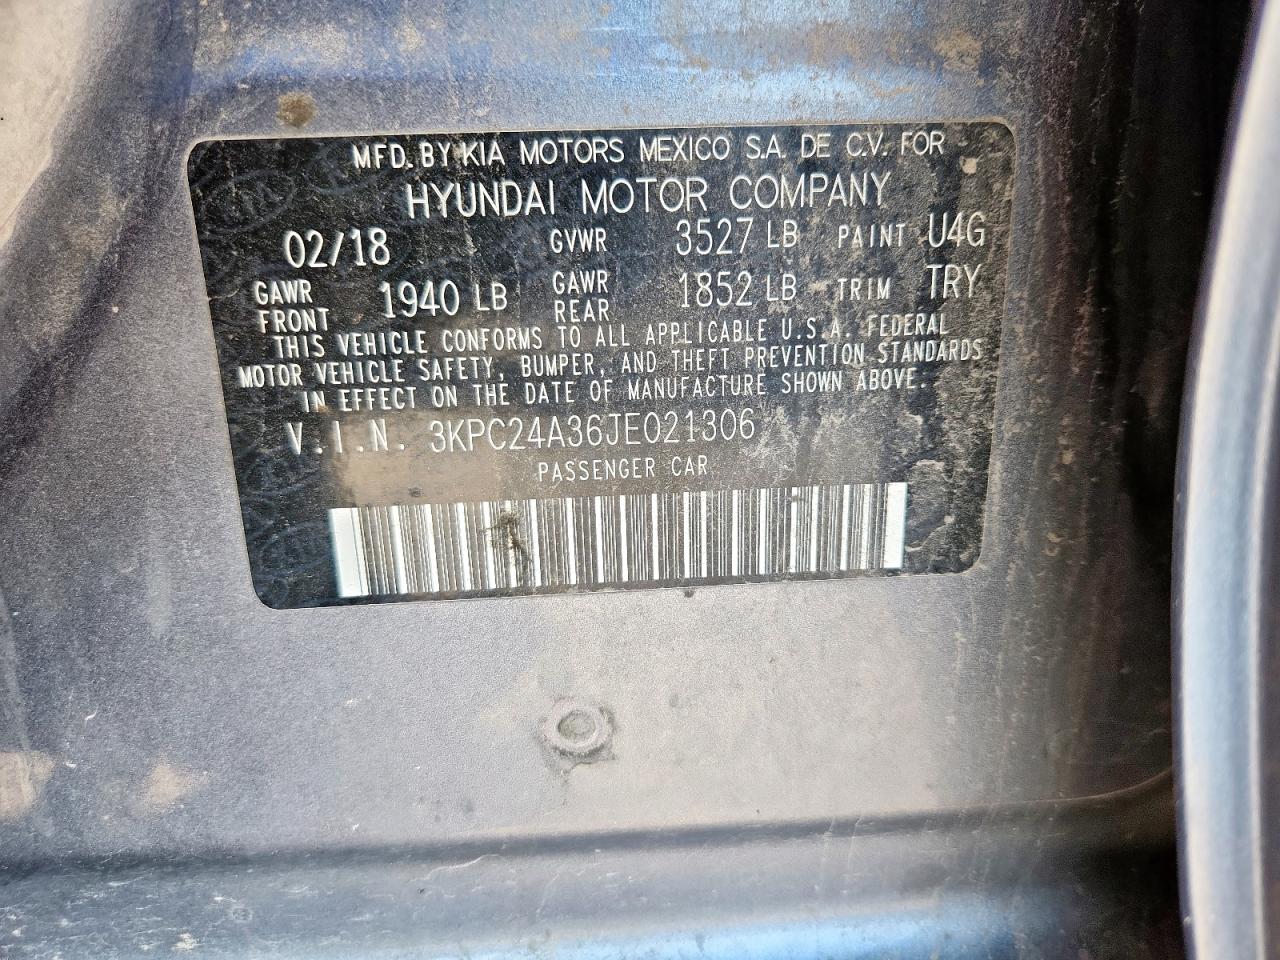 MFD. BY KIA MOTORS MEXICO S.A. DE C.V. FOR
HYUNDAI MOTOR COMPANY
02/18 GVWR 3527 LB PAINT U4G
GAWR FRONT 1940 LB GAWR REAR 1852 LB TRIM TRY
THIS VEHICLE CONFORMS TO ALL APPLICABLE U.S.A. FEDERAL
MOTOR VEHICLE SAFETY, BUMPER, AND THEFT PREVENTION STANDARDS
IN EFFECT ON THE DATE OF MANUFACTURE SHOWN ABOVE.
V.I.N. 3KPC24A36JE021306
PASSENGER CAR